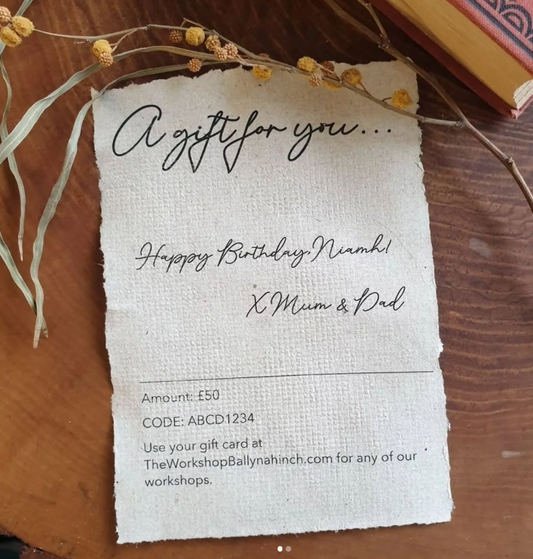 A gift for you...
Happy Birthday, Niamh!
X Mum & Dad
Amount: £50
CODE: ABCD1234
Use your gift card at
TheWorkshopBallynahinch.com for any of our
workshops.